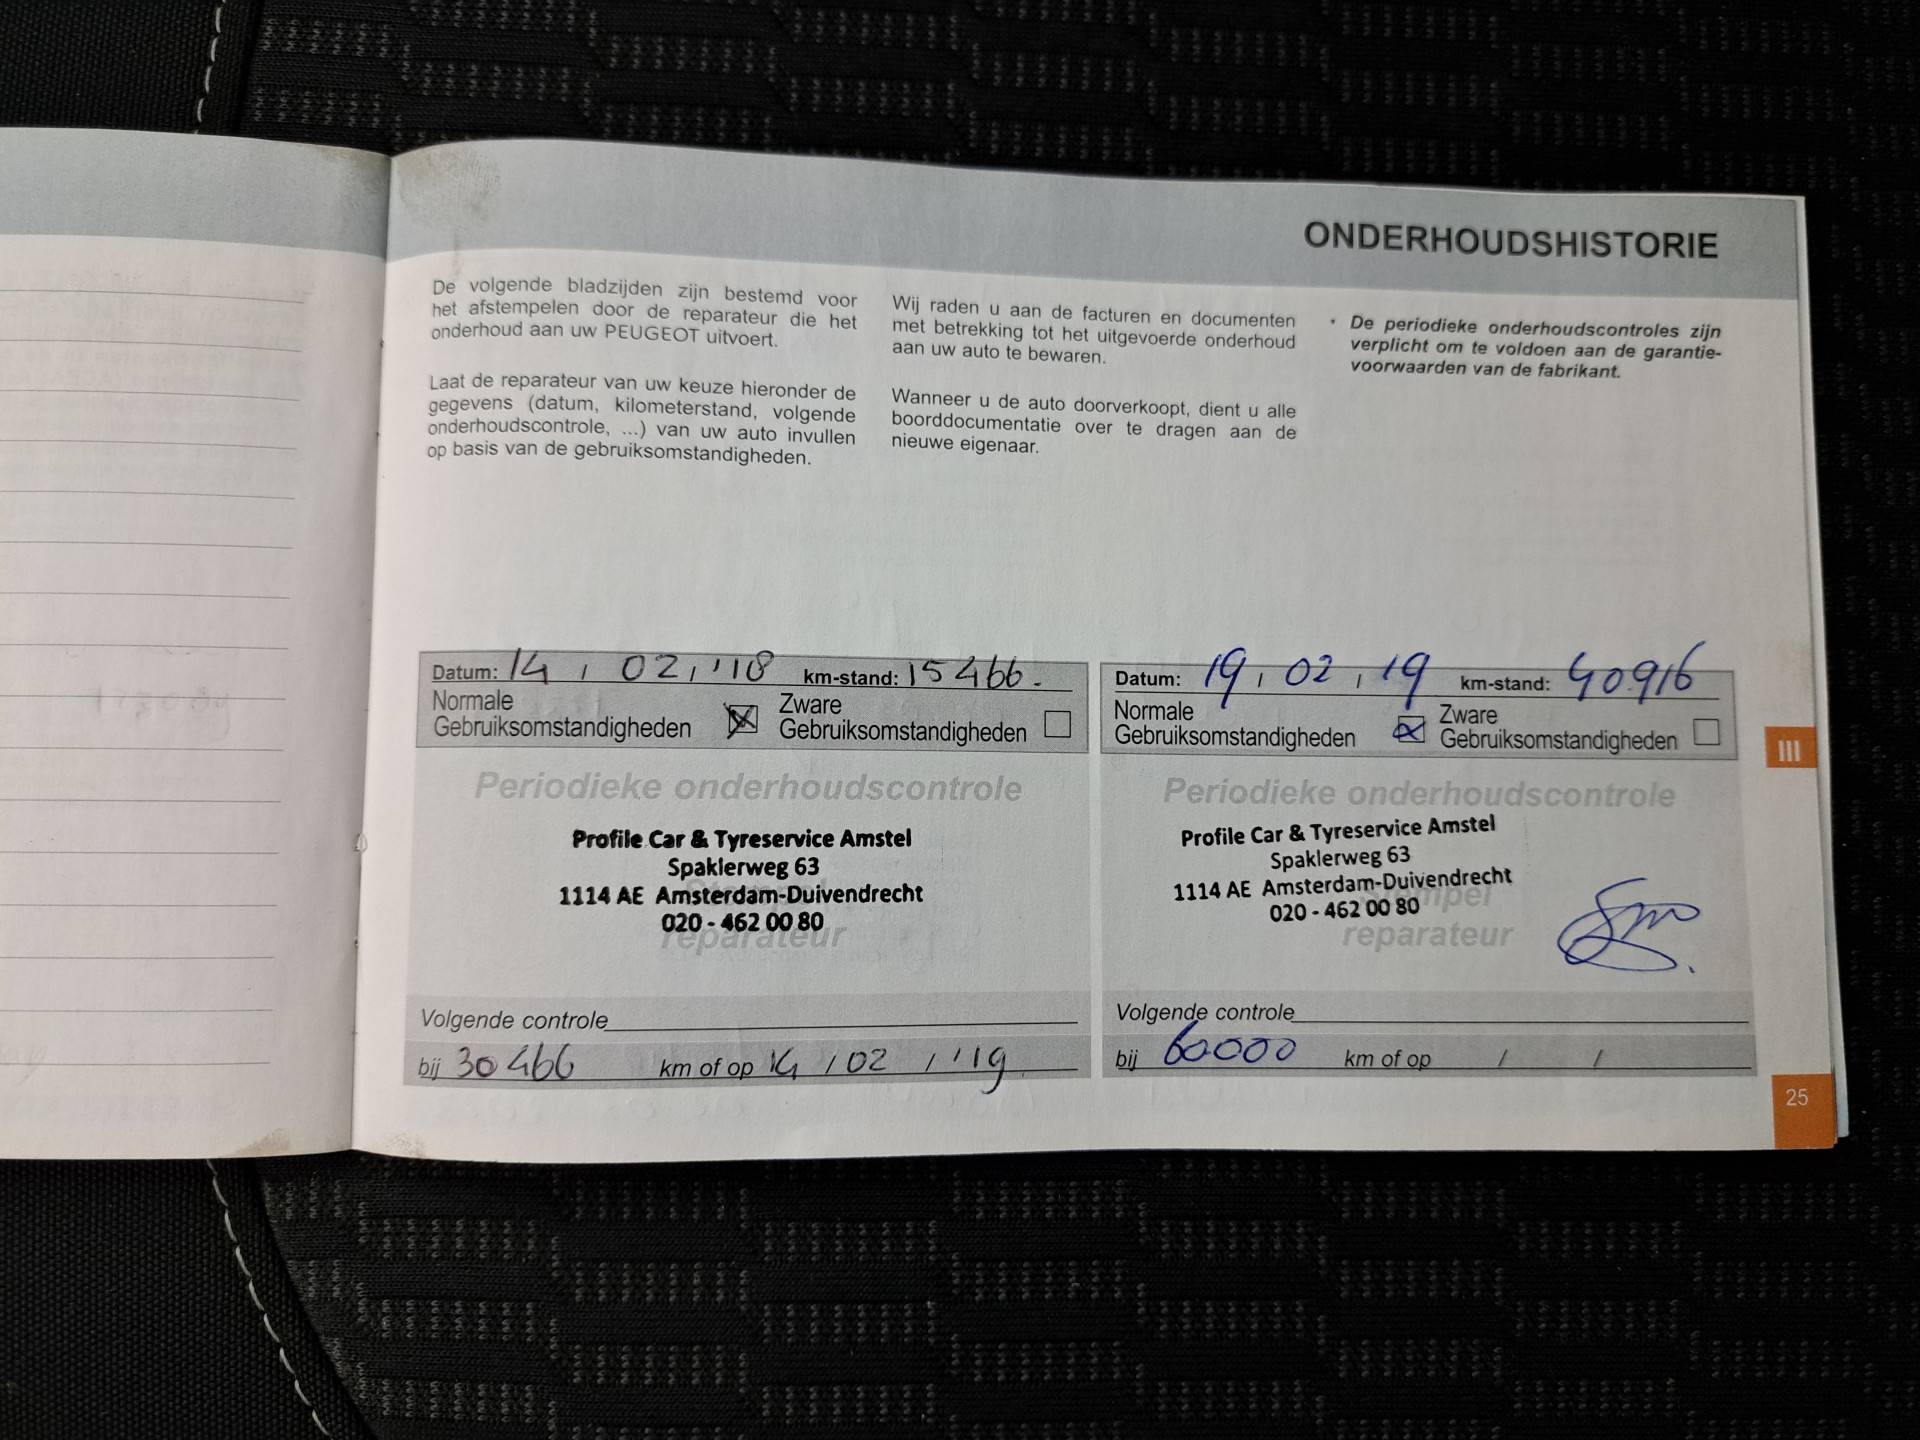 ONDERHOUDSHISTORIE
De volgende bladzijden zijn bestemd voor
het afstempelen door de reparateur die het
onderhoud aan uw PEUGEOT uitvoert.
Laat de reparateur van uw keuze hieronder de
gegevens (datum, kilometerstand, volgende
onderhoudscontrole, ...) van uw auto invullen
op basis van de gebruiksomstandigheden.
Wij raden u aan de facturen en documenten
met betrekking tot het uitgevoerde onderhoud
aan uw auto te bewaren.
Wanneer u de auto doorverkoopt, dient u alle
boorddocumentatie over te dragen aan de
nieuwe eigenaar.
• De periodieke onderhoudscontroles zijn
verplicht om te voldoen aan de garantie-
voorwaarden van de fabrikant.
Datum: 14 / 02 / '18 km-stand: 15466.
Normale
Gebruiksomstandigheden
Zware
Gebruiksomstandigheden
Periodieke onderhoudscontrole
Profile Car & Tyreservice Amstel
Spaklerweg 63
1114 AE Amsterdam-Duivendrecht
020 - 462 00 80
reparateur
Volgende controle
bij 30466 km of op 14 / 02 / '19
Datum: 19 / 02 / 19 km-stand: 40916
Normale
Gebruiksomstandigheden
Zware
Gebruiksomstandigheden
Periodieke onderhoudscontrole
Profile Car & Tyreservice Amstel
Spaklerweg 63
1114 AE Amsterdam-Duivendrecht
020 - 462 00 80
Stempel
reparateur
Volgende controle
bij 60000 km of op / /
III
25